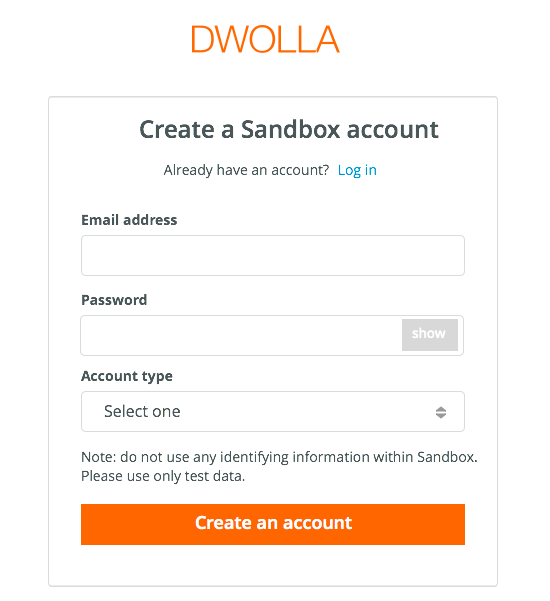 DWOLLA
Create a Sandbox account
Already have an account? Log in
Email address
Password
show
Account type
Select one
Note: do not use any identifying information within Sandbox.
Please use only test data.
Create an account